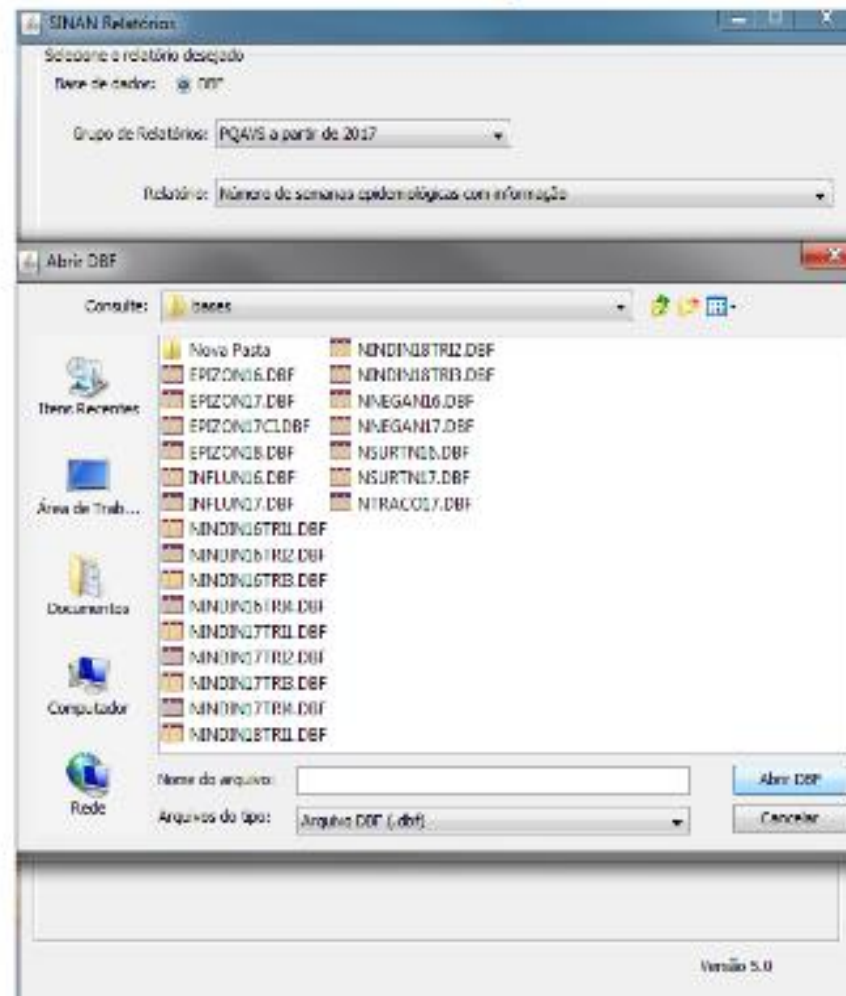 SINAN Relatórios
Selecione o relatório desejado
Base de dados: DBF
Grupo de Relatórios: PQAVS a partir de 2017
Relatório: Número de semanas epidemiológicas com informação
Abrir DBF
Consulte: bases
Itens Recentes
Área de Trab...
Documentos
Computador
Rede
Nova Pasta
EPIZON16.DBF
EPIZON17.DBF
EPIZON17C1.DBF
EPIZON18.DBF
INFLUN16.DBF
INFLUN17.DBF
NINDIN16TRI1.DBF
NINDIN16TRI2.DBF
NINDIN16TRI3.DBF
NINDIN16TRI4.DBF
NINDIN17TRI1.DBF
NINDIN17TRI2.DBF
NINDIN17TRI3.DBF
NINDIN17TRI4.DBF
NINDIN18TRI1.DBF
NINDIN18TRI2.DBF
NINDIN18TRI3.DBF
NNEGAN16.DBF
NNEGAN17.DBF
NSURTN16.DBF
NSURTN17.DBF
NTRACO17.DBF
Nome do arquivo:
Abrir DBF
Arquivos do tipo: Arquivo DBF (.dbf)
Cancelar
Versão 5.0